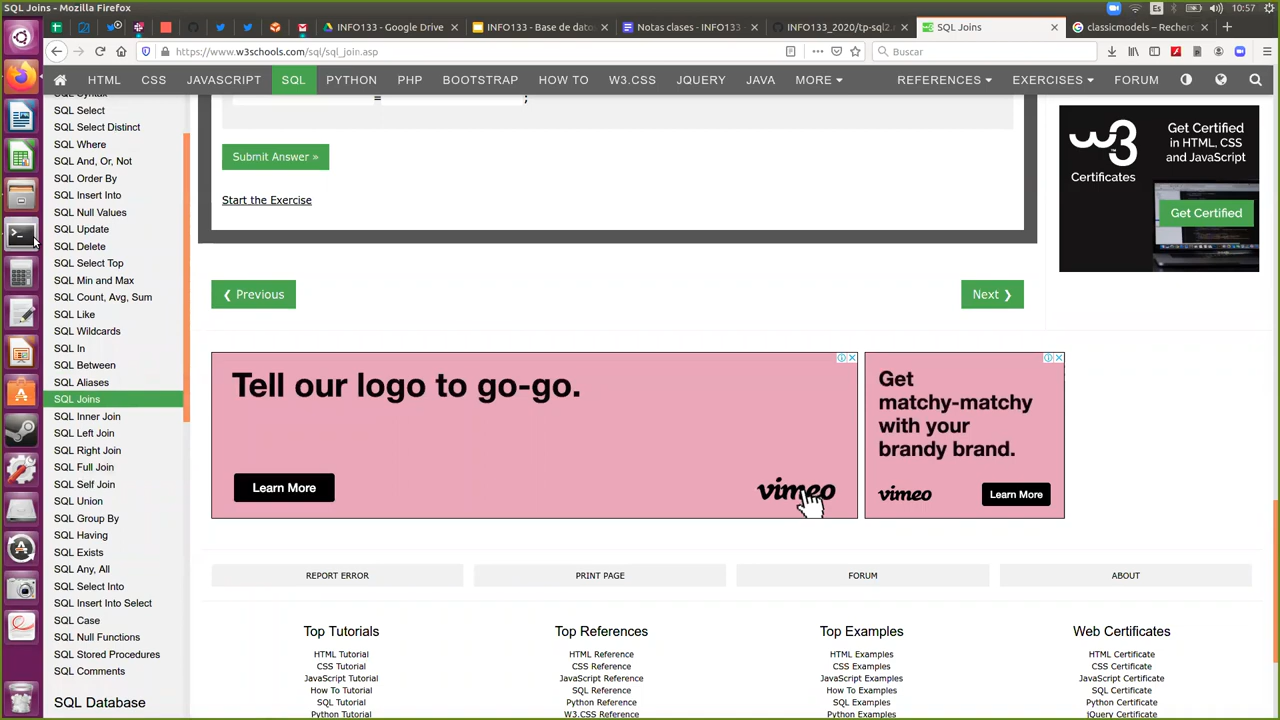 SQL Joins - Mozilla Firefox
Es
10:57
INFO133 - Google Drive
INFO133 - Base de dato
Notas clases - INFO133
INFO133_2020/tp-sql2.r
SQL Joins
classicmodels – Recherc
https://www.w3schools.com/sql/sql_join.asp
Buscar
HTML
CSS
JAVASCRIPT
SQL
PYTHON
PHP
BOOTSTRAP
HOW TO
W3.CSS
JQUERY
JAVA
MORE
REFERENCES
EXERCISES
FORUM
SQL Syntax
SQL Select
SQL Select Distinct
SQL Where
SQL And, Or, Not
SQL Order By
SQL Insert Into
SQL Null Values
SQL Update
SQL Delete
SQL Select Top
SQL Min and Max
SQL Count, Avg, Sum
SQL Like
SQL Wildcards
SQL In
SQL Between
SQL Aliases
SQL Joins
SQL Inner Join
SQL Left Join
SQL Right Join
SQL Full Join
SQL Self Join
SQL Union
SQL Group By
SQL Having
SQL Exists
SQL Any, All
SQL Select Into
SQL Insert Into Select
SQL Case
SQL Null Functions
SQL Stored Procedures
SQL Comments
SQL Database
= ;
Submit Answer »
Start the Exercise
❮ Previous
Next ❯
w3
Certificates
Get Certified
in HTML, CSS
and JavaScript
Get Certified
Tell our logo to go-go.
Learn More
vimeo
Get
matchy-matchy
with your
brandy brand.
vimeo
Learn More
REPORT ERROR
PRINT PAGE
FORUM
ABOUT
Top Tutorials
HTML Tutorial
CSS Tutorial
JavaScript Tutorial
How To Tutorial
SQL Tutorial
Python Tutorial
Top References
HTML Reference
CSS Reference
JavaScript Reference
SQL Reference
Python Reference
W3.CSS Reference
Top Examples
HTML Examples
CSS Examples
JavaScript Examples
How To Examples
SQL Examples
Python Examples
Web Certificates
HTML Certificate
CSS Certificate
JavaScript Certificate
SQL Certificate
Python Certificate
jQuery Certificate